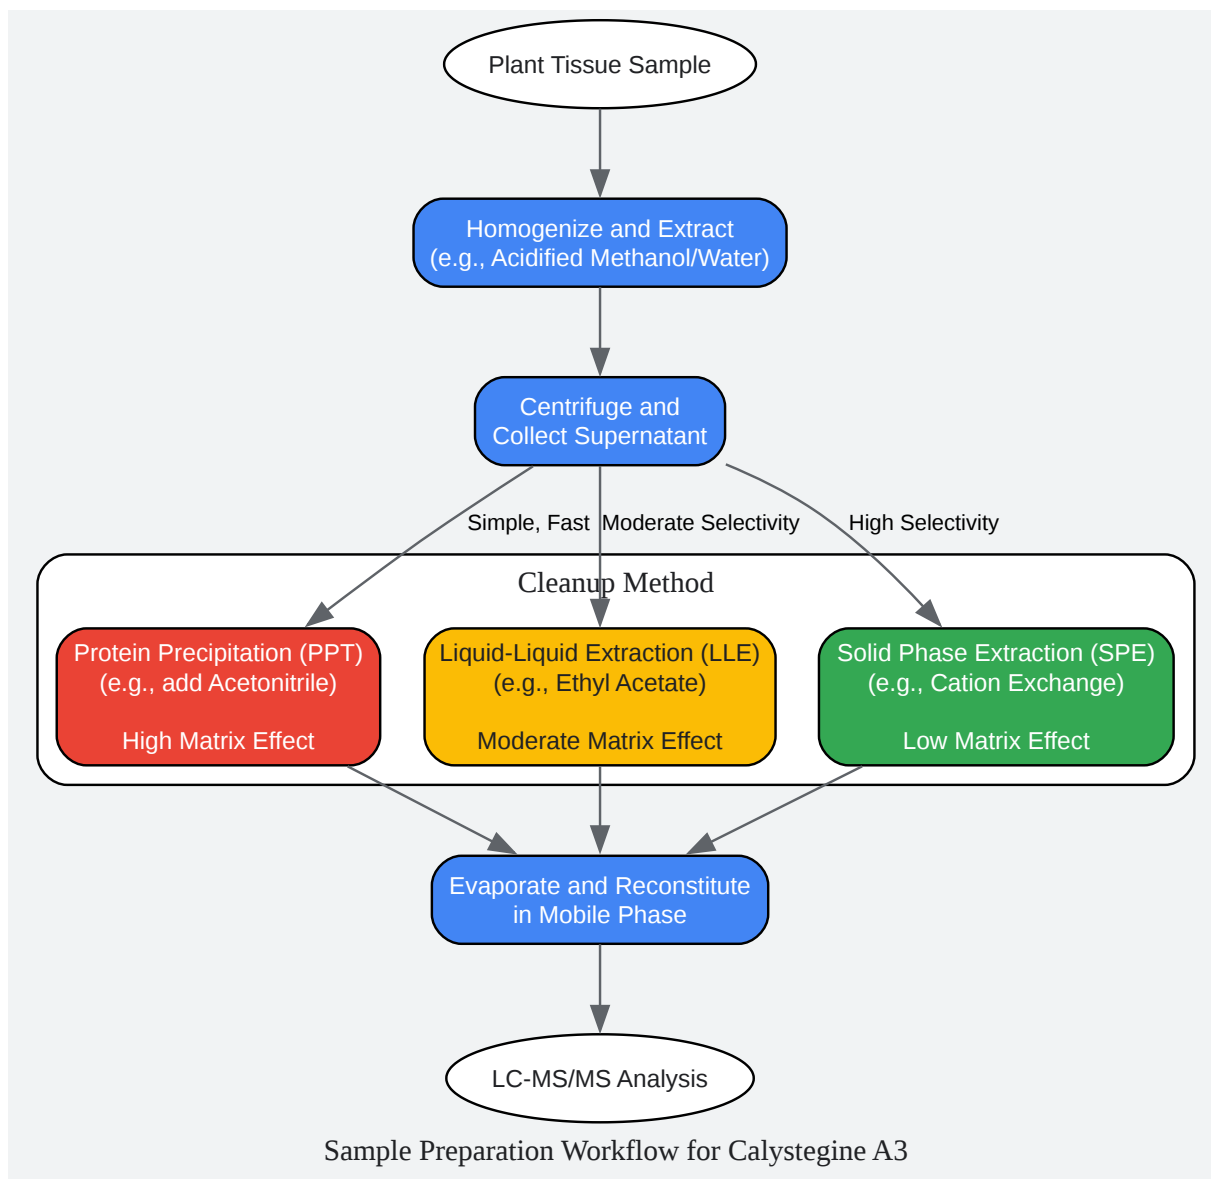 Plant Tissue Sample
Homogenize and Extract
(e.g., Acidified Methanol/Water)
Centrifuge and
Collect Supernatant
Simple, Fast
Moderate Selectivity
High Selectivity
Cleanup Method
Protein Precipitation (PPT)
(e.g., add Acetonitrile)
High Matrix Effect
Liquid-Liquid Extraction (LLE)
(e.g., Ethyl Acetate)
Moderate Matrix Effect
Solid Phase Extraction (SPE)
(e.g., Cation Exchange)
Low Matrix Effect
Evaporate and Reconstitute
in Mobile Phase
LC-MS/MS Analysis
Sample Preparation Workflow for Calystegine A3